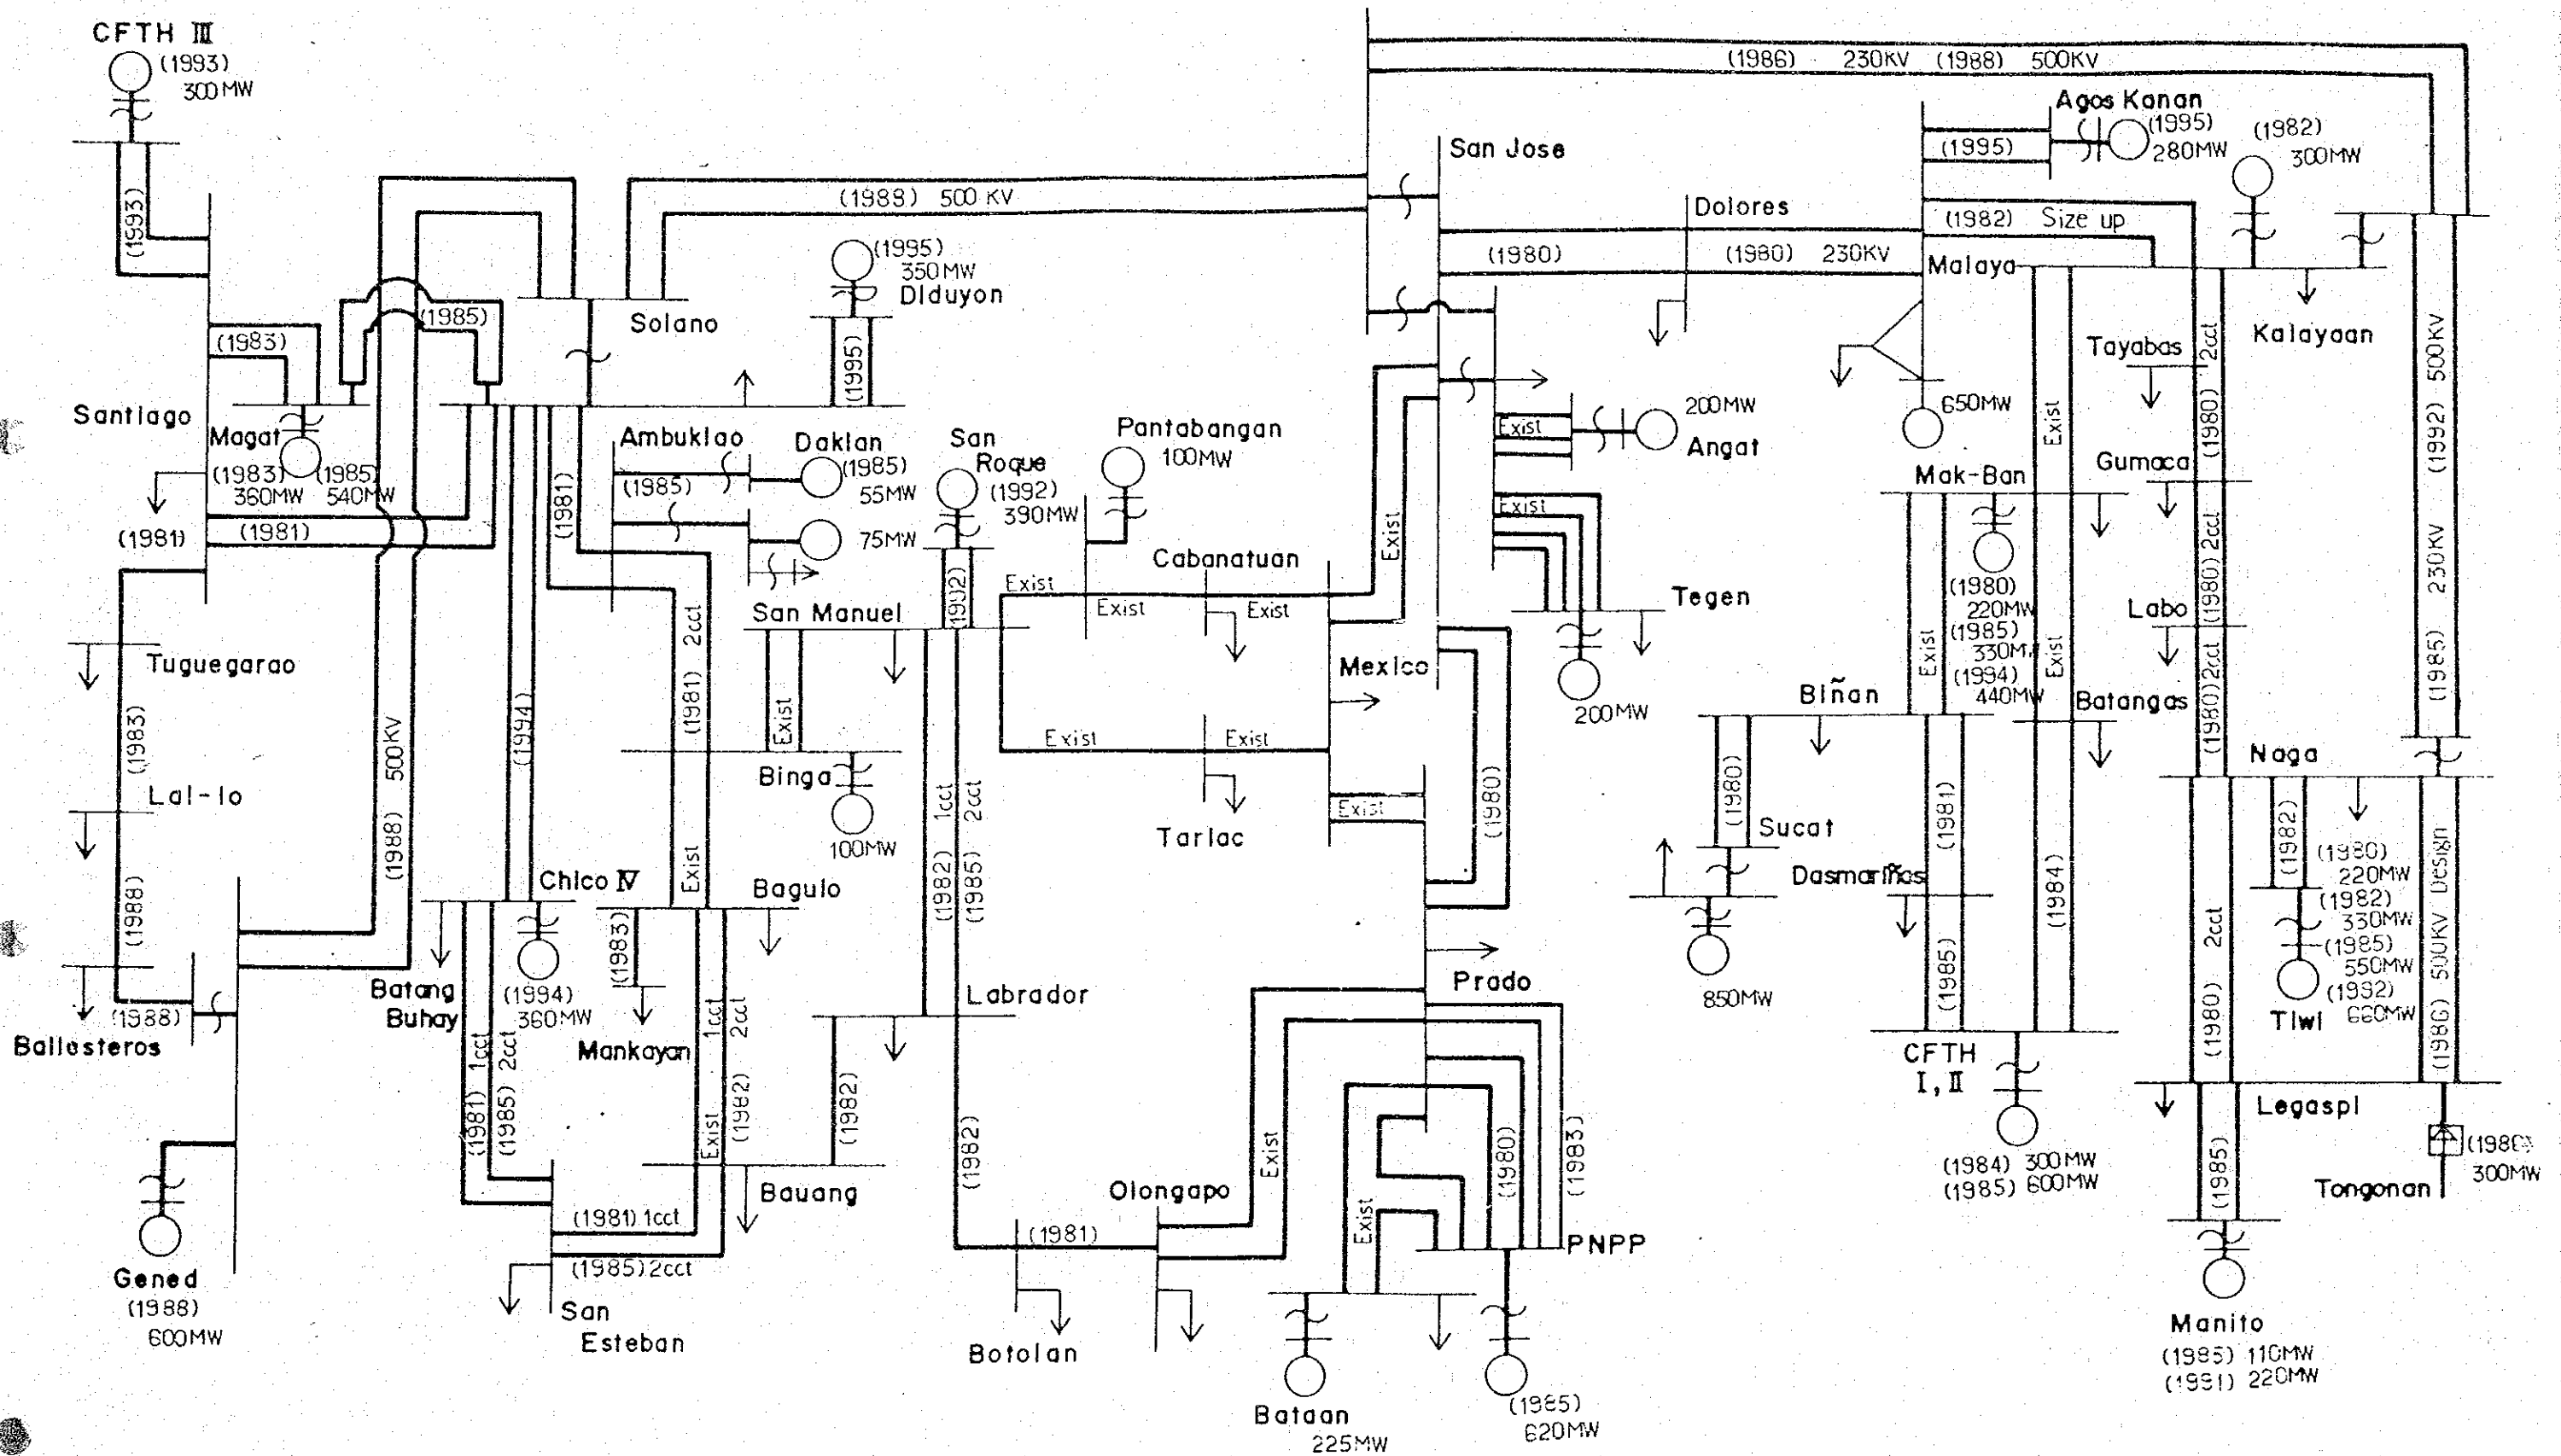 CFTH III
(1993)
300 MW
(1993)
(1986) 230KV (1988) 500KV
San Jose
Agos Kanan
(1995)
(1995)
280MW
(1982)
300MW
(1988) 500 KV
Dolores
(1982) Size up
(1980)
(1980) 230KV
Malaya
(1995)
350MW
Diduyon
(1995)
(1985)
Solano
(1983)
Kalayaan
Tayabas
2cct
(1980)
(1992) 500KV
230KV
(1985)
Santiago
Magat
(1983)
360MW
(1985)
540MW
(1981)
(1981)
Ambuklao
(1985)
Daklan
(1985)
55MW
75MW
(1981)
San
Roque
(1992)
390MW
Pantabangan
100MW
200MW
Angat
Exist
Exist
Exist
650MW
Exist
Gumaca
Mak-Ban
(1980)
220MW
(1985)
(1994)
440MW
Exist
Exist
(1980) 2cct
Labo
(1980) 2cct
Cabanatuan
Exist
Exist
Exist
San Manuel
Tegen
200MW
Mexico
Tuguegarao
(1983)
(1988) 500KV
(1994)
(1981) 2cct
Exist
Exist
Exist
Biñan
Batangas
Naga
Lal-lo
Binga
100MW
Tarlac
Exist
(1980)
(1980)
Sucat
(1981)
Dasmariñas
850MW
(1984)
(1982)
(1980)
220MW
(1982)
330MW
(1985)
550MW
(1992)
660MW
Tiwi
(1980) 2cct
(1986) 500KV Design
(1988)
Chico IV
Exist
Baguio
(1982) 1cct
(1985) 2cct
Batang
Buhay
(1994)
360MW
(1983)
Mankayan
Labrador
Prado
(1985)
(1988)
Ballesteros
(1981) 1cct
(1985) 2cct
Exist 1cct
(1982) 2cct
(1982)
(1982)
Exist
Exist
(1980)
(1983)
CFTH
I, II
(1984) 300MW
(1985) 600MW
Legaspi
(1985)
300MW
Tongonan
Bauang
Olongapo
(1981) 1cct
(1985) 2cct
(1981)
PNPP
Gened
(1988)
600MW
San
Esteban
Botolan
Bataan
225MW
(1985)
620MW
Manito
(1985) 110MW
(1991) 220MW